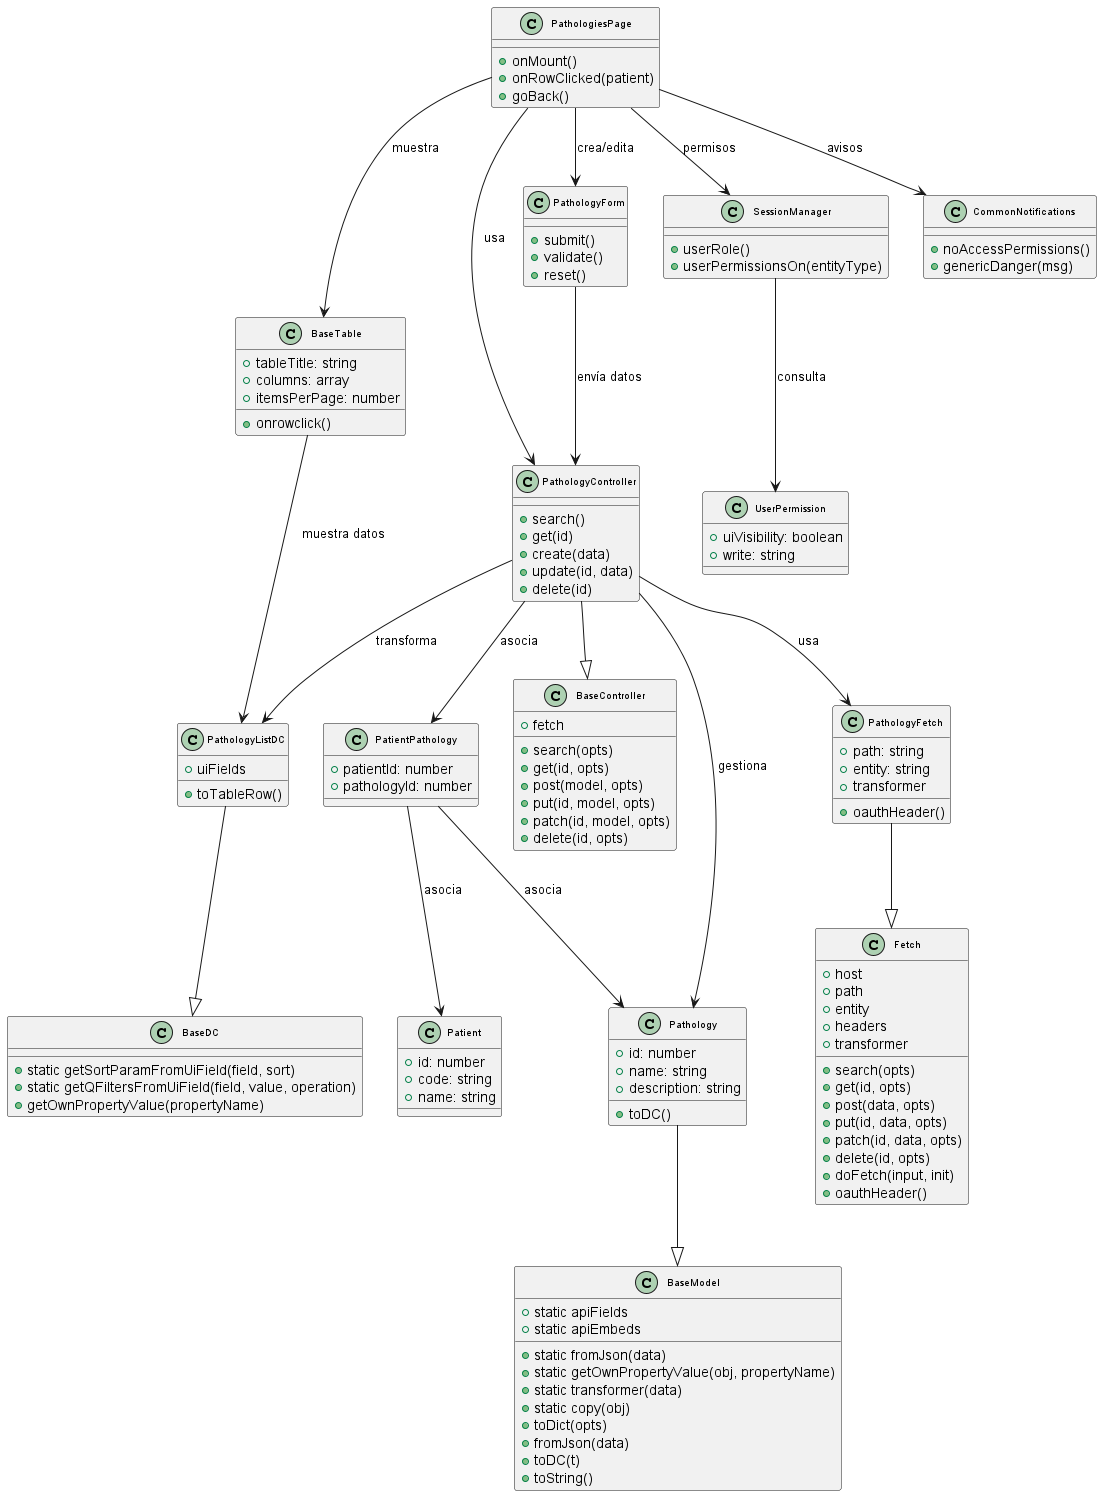 C PathologiesPage
onMount()
onRowClicked(patient)
goBack()
muestra
usa
crea/edita
permisos
avisos
C PathologyForm
submit()
validate()
reset()
C SessionManager
userRole()
userPermissionsOn(entityType)
C CommonNotifications
noAccessPermissions()
genericDanger(msg)
C BaseTable
tableTitle: string
columns: array
itemsPerPage: number
onrowclick()
envía datos
consulta
muestra datos
C PathologyController
search()
get(id)
create(data)
update(id, data)
delete(id)
C UserPermission
uiVisibility: boolean
write: string
transforma
asocia
usa
gestiona
C PathologyListDC
uiFields
toTableRow()
C PatientPathology
patientId: number
pathologyId: number
C BaseController
fetch
search(opts)
get(id, opts)
post(model, opts)
put(id, model, opts)
patch(id, model, opts)
delete(id, opts)
C PathologyFetch
path: string
entity: string
transformer
oauthHeader()
asocia
asocia
C BaseDC
static getSortParamFromUiField(field, sort)
static getQFiltersFromUiField(field, value, operation)
getOwnPropertyValue(propertyName)
C Patient
id: number
code: string
name: string
C Pathology
id: number
name: string
description: string
toDC()
C Fetch
host
path
entity
headers
transformer
search(opts)
get(id, opts)
post(data, opts)
put(id, data, opts)
patch(id, data, opts)
delete(id, opts)
doFetch(input, init)
oauthHeader()
C BaseModel
static apiFields
static apiEmbeds
static fromJson(data)
static getOwnPropertyValue(obj, propertyName)
static transformer(data)
static copy(obj)
toDict(opts)
fromJson(data)
toDC(t)
toString()